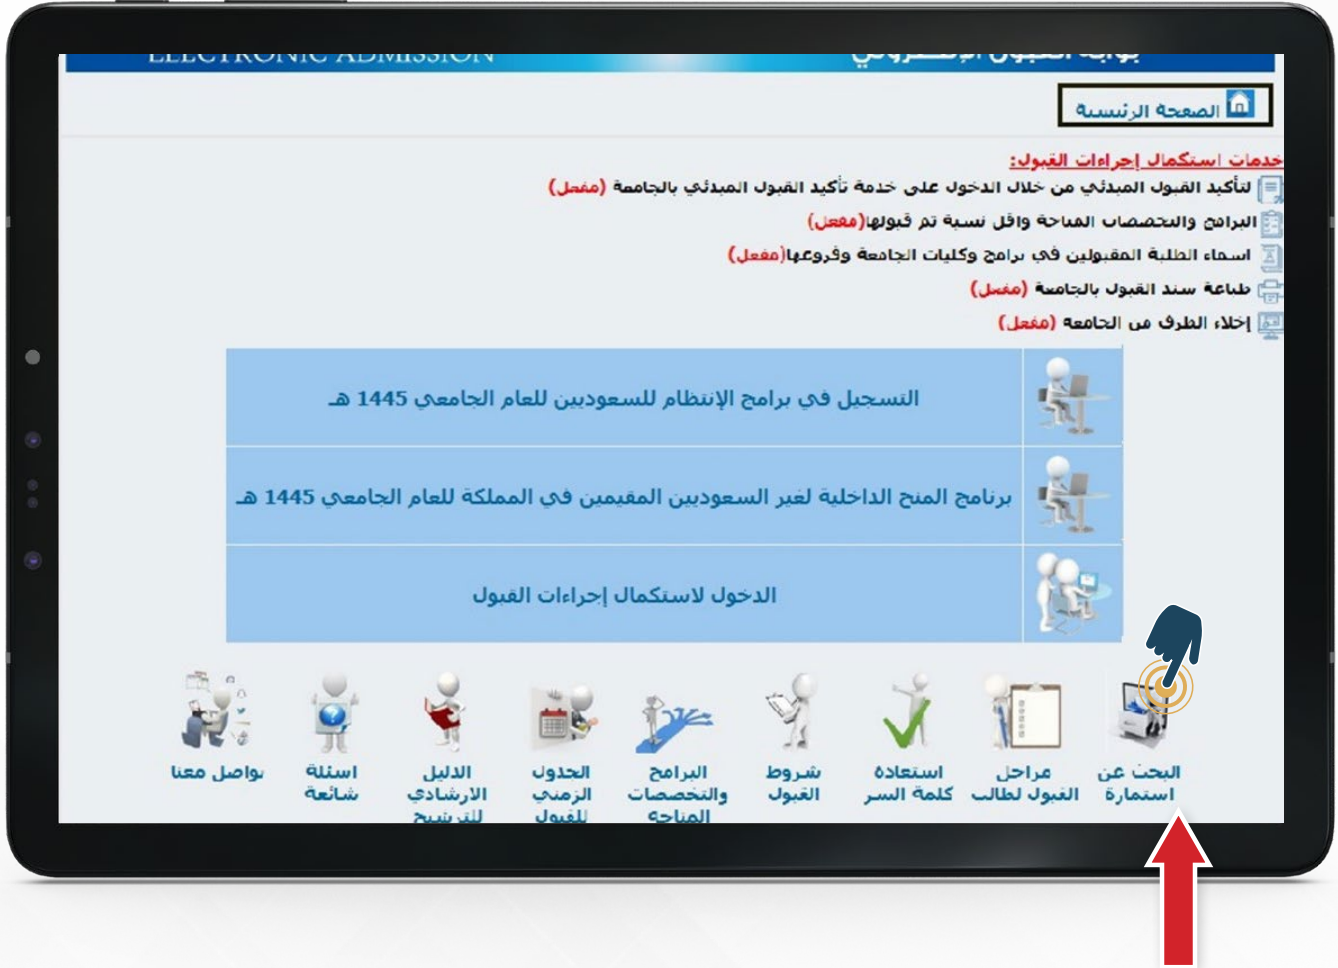 ELECTRONIC ADMISSION
بوابة القبول الإلكتروني
الصفحة الرئيسية
خدمات استكمال إجراءات القبول:
لتأكيد القبول المبدئي من خلال الدخول على خدمة تأكيد القبول المبدئي بالجامعة (مفعل)
البرامج والتخصصات المتاحة واقل نسبة تم قبولها(مفعل)
اسماء الطلبة المقبولين في برامج وكليات الجامعة وفروعها(مفعل)
طباعة سند القبول بالجامعة (مفعل)
إخلاء الطرف من الجامعه (مفعل)
التسجيل في برامج الإنتظام للسعوديين للعام الجامعي 1445 هـ
برنامج المنح الداخلية لغير السعوديين المقيمين في المملكة للعام الجامعي 1445 هـ
الدخول لاستكمال إجراءات القبول
البحث عن
استمارة
مراحل
القبول لطالب
استعادة
كلمة السر
شروط
القبول
البرامج
والتخصصات
المتاحه
الجدول
الزمني
للقبول
الدليل
الارشادي
للترشيح
اسئلة
شائعة
تواصل معنا